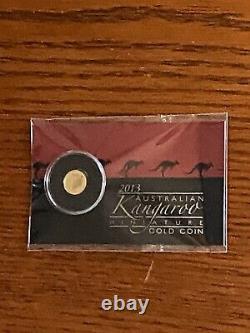 2013
AUSTRALIAN
Kangaroo
MINIATURE
GOLD COIN